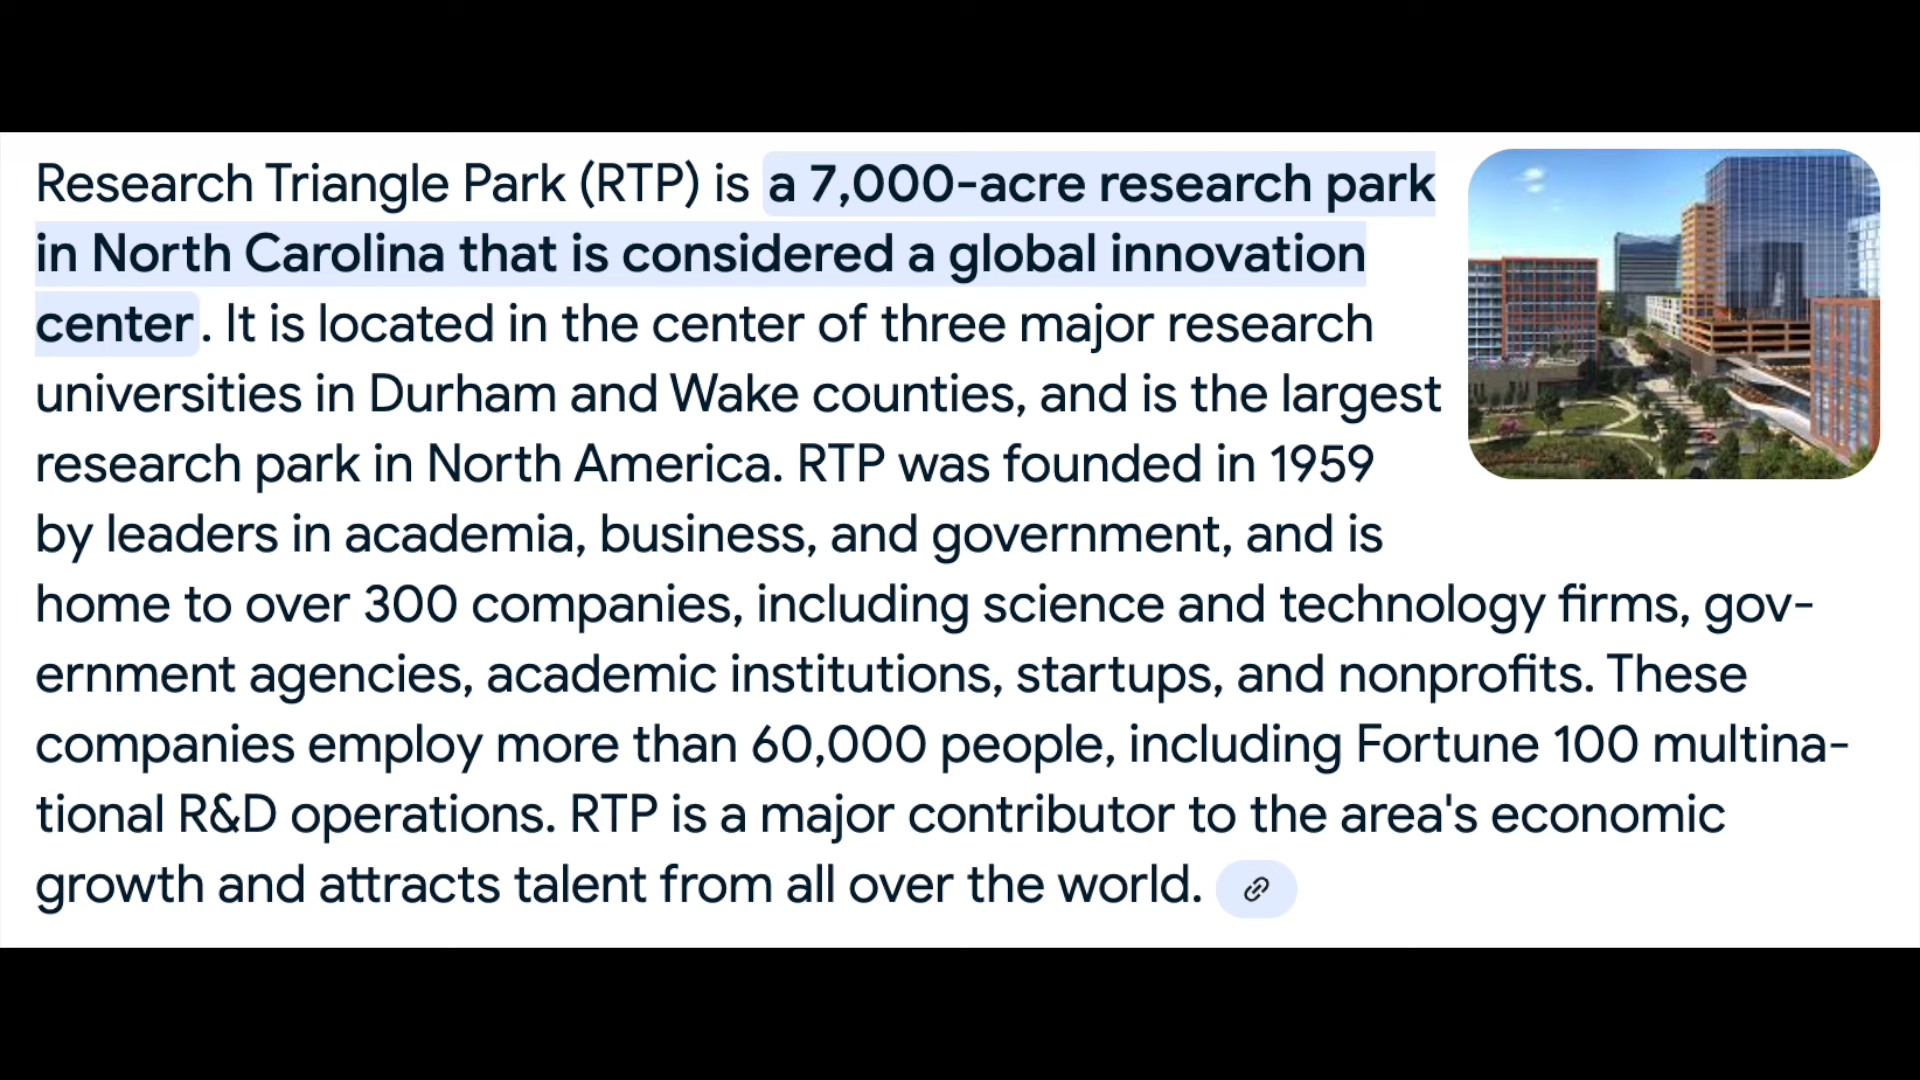 Research Triangle Park (RTP) is a 7,000-acre research park
in North Carolina that is considered a global innovation
center. It is located in the center of three major research
universities in Durham and Wake counties, and is the largest
research park in North America. RTP was founded in 1959
by leaders in academia, business, and government, and is
home to over 300 companies, including science and technology firms, gov-
ernment agencies, academic institutions, startups, and nonprofits. These
companies employ more than 60,000 people, including Fortune 100 multina-
tional R&D operations. RTP is a major contributor to the area's economic
growth and attracts talent from all over the world.